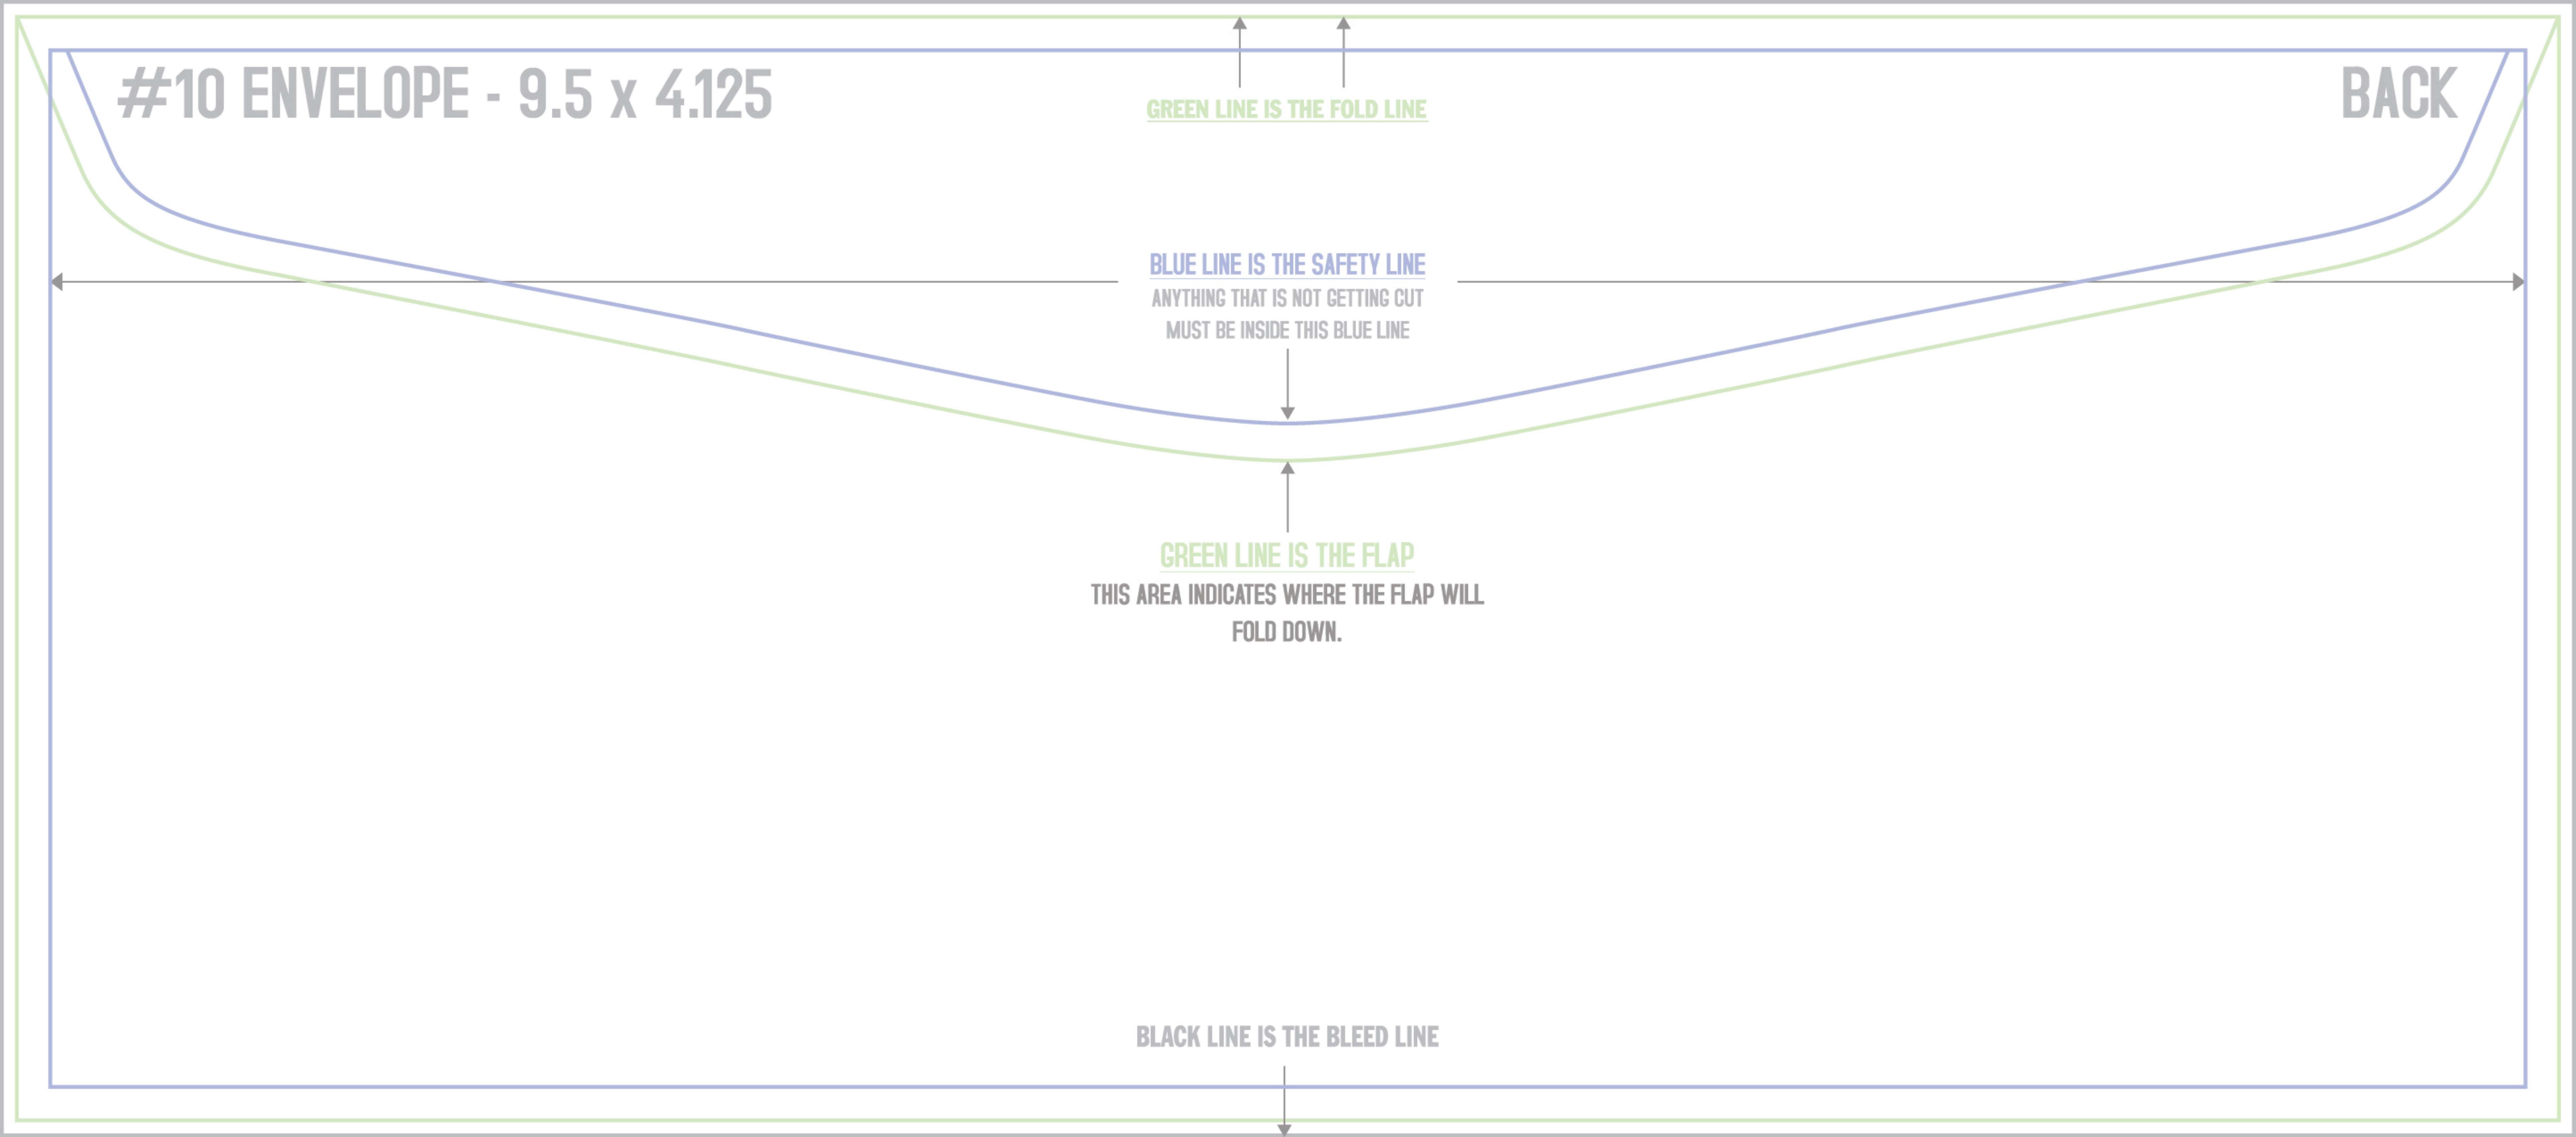 #10 ENVELOPE - 9.5 x 4.125
BACK
GREEN LINE IS THE FOLD LINE
BLUE LINE IS THE SAFETY LINE
ANYTHING THAT IS NOT GETTING CUT
MUST BE INSIDE THIS BLUE LINE
GREEN LINE IS THE FLAP
THIS AREA INDICATES WHERE THE FLAP WILL
FOLD DOWN.
BLACK LINE IS THE BLEED LINE